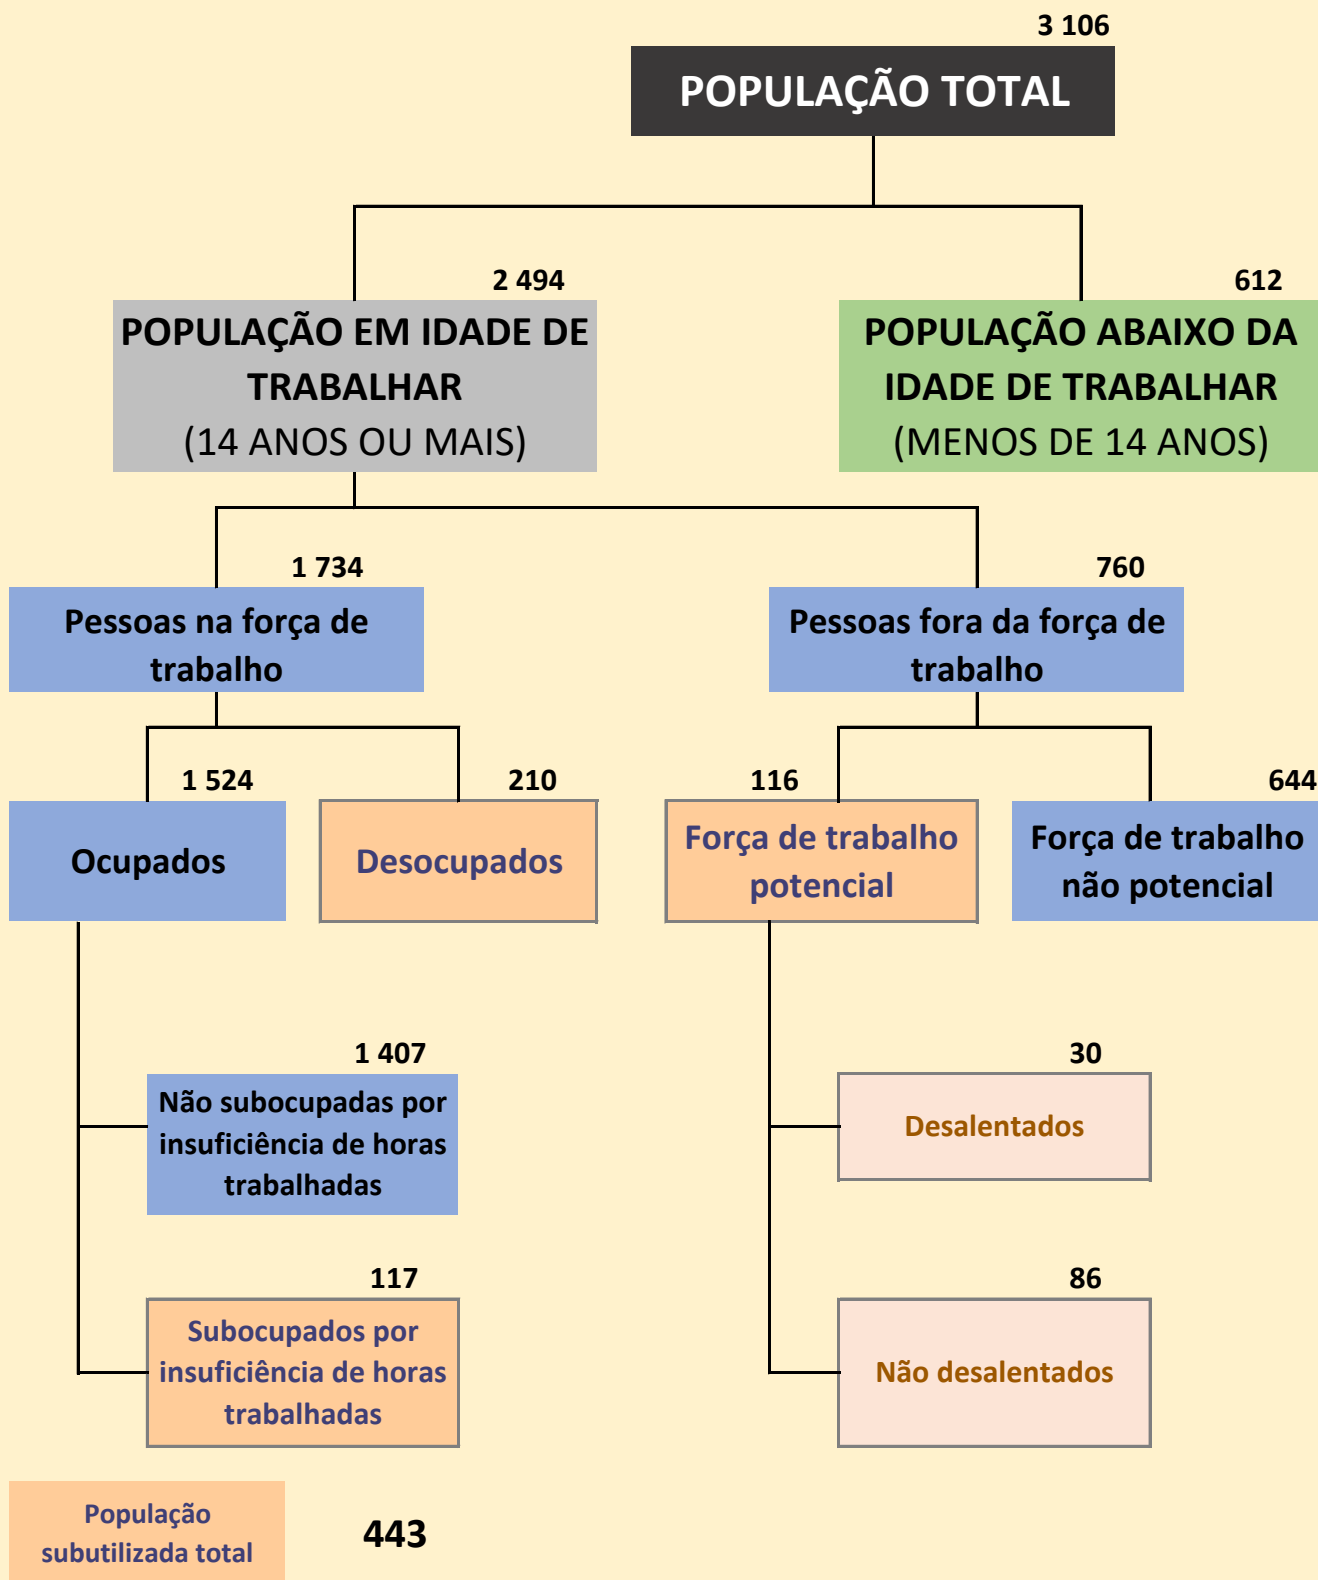 3 106
POPULAÇÃO TOTAL
2 494
POPULAÇÃO EM IDADE DE
TRABALHAR
(14 ANOS OU MAIS)
612
POPULAÇÃO ABAIXO DA
IDADE DE TRABALHAR
(MENOS DE 14 ANOS)
1 734
Pessoas na força de
trabalho
760
Pessoas fora da força de
trabalho
1 524
Ocupados
210
Desocupados
116
Força de trabalho
potencial
644
Força de trabalho
não potencial
1 407
Não subocupadas por
insuficiência de horas
trabalhadas
30
Desalentados
117
Subocupados por
insuficiência de horas
trabalhadas
86
Não desalentados
População
subutilizada total
443